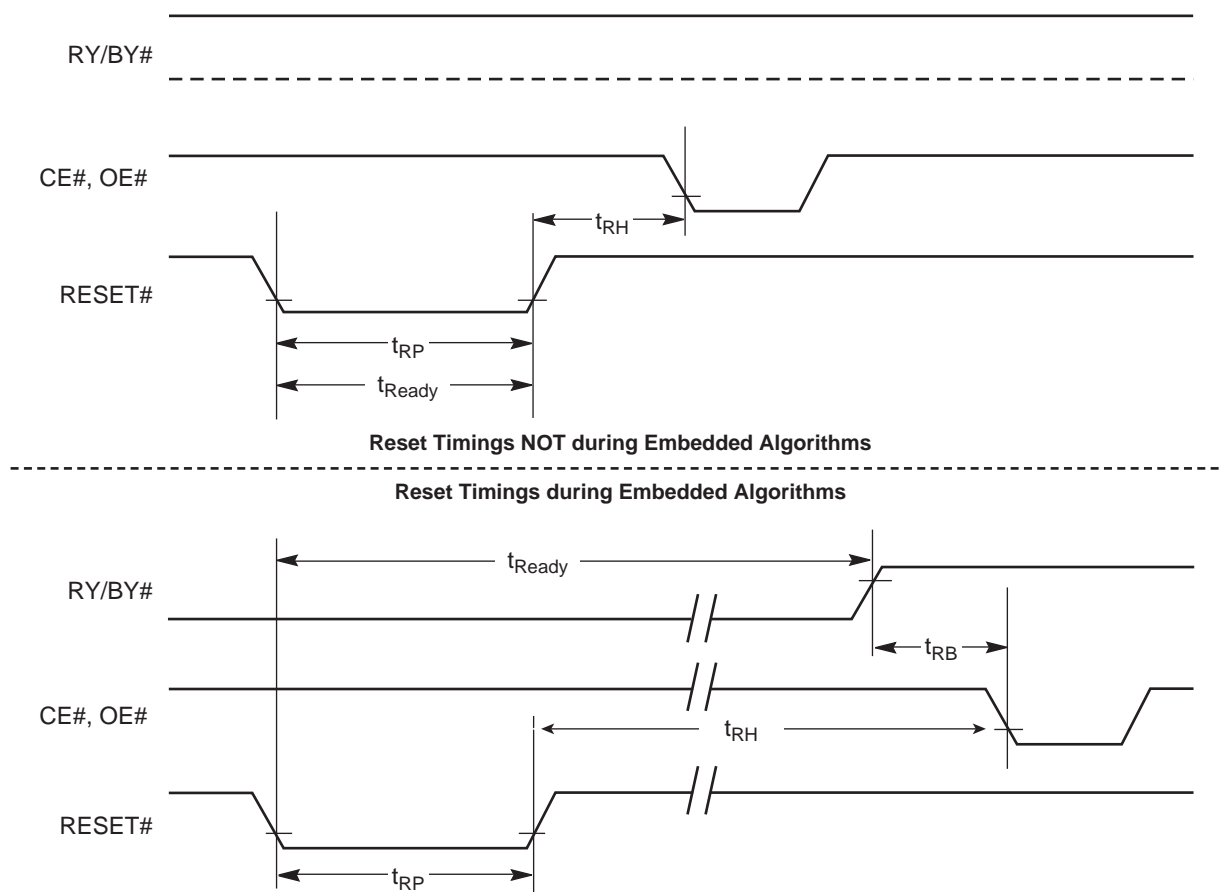 RY/BY#
CE#, OE#
tRH
RESET#
tRP
tReady
Reset Timings NOT during Embedded Algorithms
Reset Timings during Embedded Algorithms
tReady
RY/BY#
tRB
CE#, OE#
tRH
RESET#
tRP